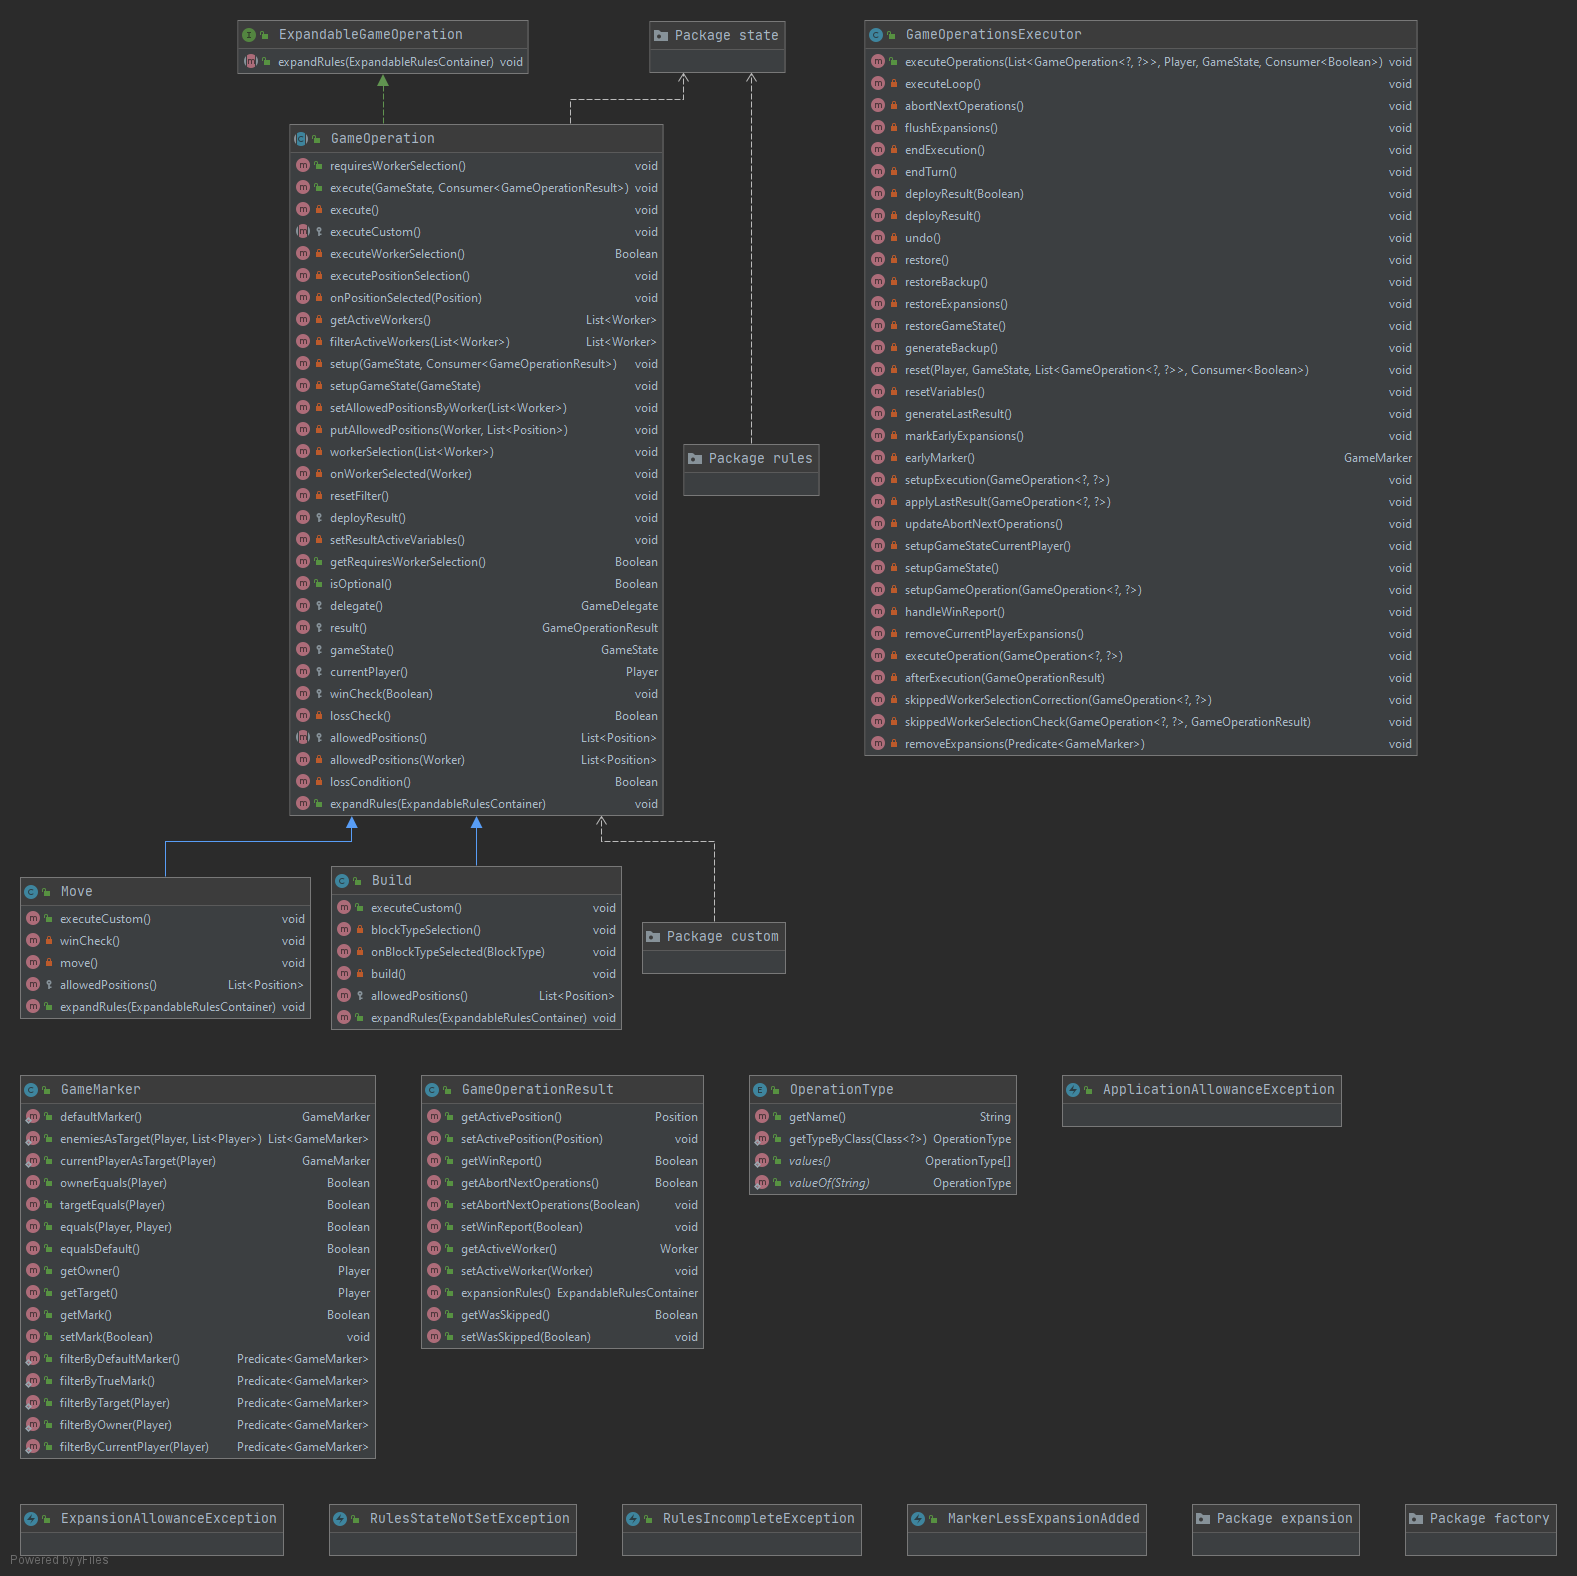 ExpandableGameOperation
expandRules(ExpandableRulesContainer) void
Package state
GameOperationsExecutor
executeOperations(List<GameOperation<?, ?>>, Player, GameState, Consumer<Boolean>) void
executeLoop() void
abortNextOperations() void
flushExpansions() void
endExecution() void
endTurn() void
deployResult(Boolean) void
deployResult() void
undo() void
restore() void
restoreBackup() void
restoreExpansions() void
restoreGameState() void
generateBackup() void
reset(Player, GameState, List<GameOperation<?, ?>>, Consumer<Boolean>) void
resetVariables() void
generateLastResult() void
markEarlyExpansions() void
earlyMarker() GameMarker
setupExecution(GameOperation<?, ?>) void
applyLastResult(GameOperation<?, ?>) void
updateAbortNextOperations() void
setupGameStateCurrentPlayer() void
setupGameState() void
setupGameOperation(GameOperation<?, ?>) void
handleWinReport() void
removeCurrentPlayerExpansions() void
executeOperation(GameOperation<?, ?>) void
afterExecution(GameOperationResult) void
skippedWorkerSelectionCorrection(GameOperation<?, ?>) void
skippedWorkerSelectionCheck(GameOperation<?, ?>, GameOperationResult) void
removeExpansions(Predicate<GameMarker>) void
GameOperation
requiresWorkerSelection() void
execute(GameState, Consumer<GameOperationResult>) void
execute() void
executeCustom() void
executeWorkerSelection() Boolean
executePositionSelection() void
onPositionSelected(Position) void
getActiveWorkers() List<Worker>
filterActiveWorkers(List<Worker>) List<Worker>
setup(GameState, Consumer<GameOperationResult>) void
setupGameState(GameState) void
setAllowedPositionsByWorker(List<Worker>) void
putAllowedPositions(Worker, List<Position>) void
workerSelection(List<Worker>) void
onWorkerSelected(Worker) void
resetFilter() void
deployResult() void
setResultActiveVariables() void
getRequiresWorkerSelection() Boolean
isOptional() Boolean
delegate() GameDelegate
result() GameOperationResult
gameState() GameState
currentPlayer() Player
winCheck(Boolean) void
lossCheck() Boolean
allowedPositions() List<Position>
allowedPositions(Worker) List<Position>
lossCondition() Boolean
expandRules(ExpandableRulesContainer) void
Package rules
Move
executeCustom() void
winCheck() void
move() void
allowedPositions() List<Position>
expandRules(ExpandableRulesContainer) void
Build
executeCustom() void
blockTypeSelection() void
onBlockTypeSelected(BlockType) void
build() void
allowedPositions() List<Position>
expandRules(ExpandableRulesContainer) void
Package custom
GameMarker
defaultMarker() GameMarker
enemiesAsTarget(Player, List<Player>) List<GameMarker>
currentPlayerAsTarget(Player) GameMarker
ownerEquals(Player) Boolean
targetEquals(Player) Boolean
equals(Player, Player) Boolean
equalsDefault() Boolean
getOwner() Player
getTarget() Player
getMark() Boolean
setMark(Boolean) void
filterByDefaultMarker() Predicate<GameMarker>
filterByTrueMark() Predicate<GameMarker>
filterByTarget(Player) Predicate<GameMarker>
filterByOwner(Player) Predicate<GameMarker>
filterByCurrentPlayer(Player) Predicate<GameMarker>
GameOperationResult
getActivePosition() Position
setActivePosition(Position) void
getWinReport() Boolean
getAbortNextOperations() Boolean
setAbortNextOperations(Boolean) void
setWinReport(Boolean) void
getActiveWorker() Worker
setActiveWorker(Worker) void
expansionRules() ExpandableRulesContainer
getWasSkipped() Boolean
setWasSkipped(Boolean) void
OperationType
getName() String
getTypeByClass(Class<?>) OperationType
values() OperationType[]
valueOf(String) OperationType
ApplicationAllowanceException
ExpansionAllowanceException
RulesStateNotSetException
RulesIncompleteException
MarkerLessExpansionAdded
Package expansion
Package factory
Powered by yFiles